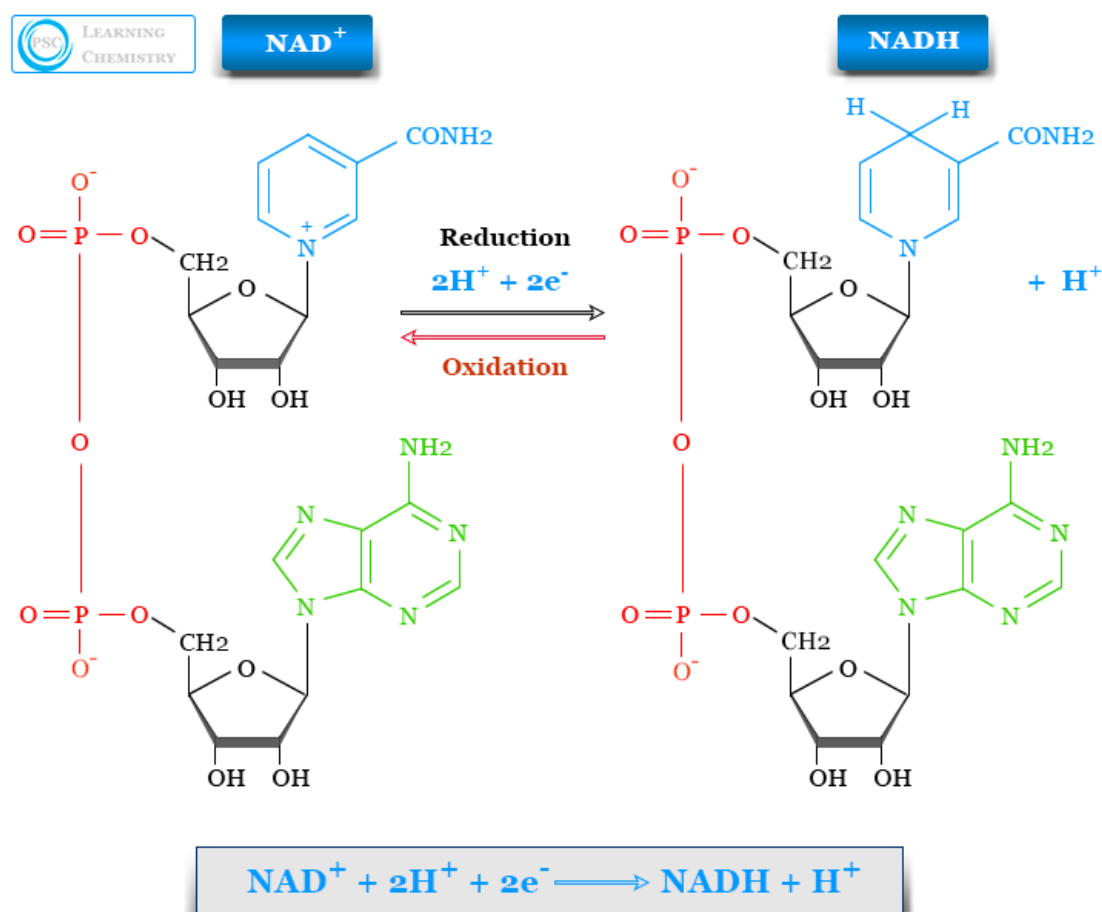 PSC LEARNING CHEMISTRY
NAD⁺
NADH
H H
CONH2
CONH2
O⁻
O⁻
O=P–O
N⁺
Reduction
O=P–O
N
CH2
2H⁺ + 2e⁻
CH2
+ H⁺
O
O
Oxidation
OH OH
OH OH
O
NH2
O
NH2
N
N
N
N
O=P–O
N
N
O=P–O
N
N
O⁻
CH2
O
O⁻
CH2
O
OH OH
OH OH
NAD⁺ + 2H⁺ + 2e⁻ ⟶ NADH + H⁺